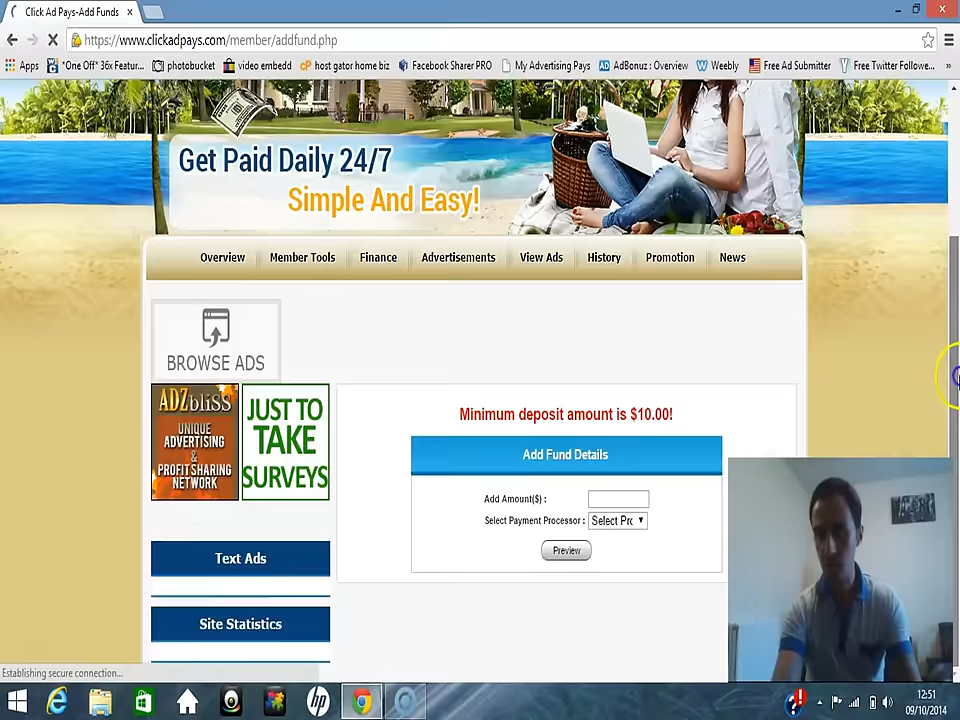 Click Ad Pays-Add Funds
https://www.clickadpays.com/member/addfund.php
Apps "One Off" 36x Featur... photobucket video embedd host gator home biz Facebook Sharer PRO My Advertising Pays AdBonuz : Overview Weebly Free Ad Submitter Free Twitter Followe... »
Get Paid Daily 24/7
Simple And Easy!
Overview Member Tools Finance Advertisements View Ads History Promotion News
BROWSE ADS
ADZbliss
UNIQUE
ADVERTISING
&
PROFIT SHARING
NETWORK
JUST TO
TAKE
SURVEYS
Minimum deposit amount is $10.00!
Add Fund Details
Add Amount($) :
Select Payment Processor : Select Prc
Preview
Text Ads
Site Statistics
Establishing secure connection...
12:51
09/10/2014